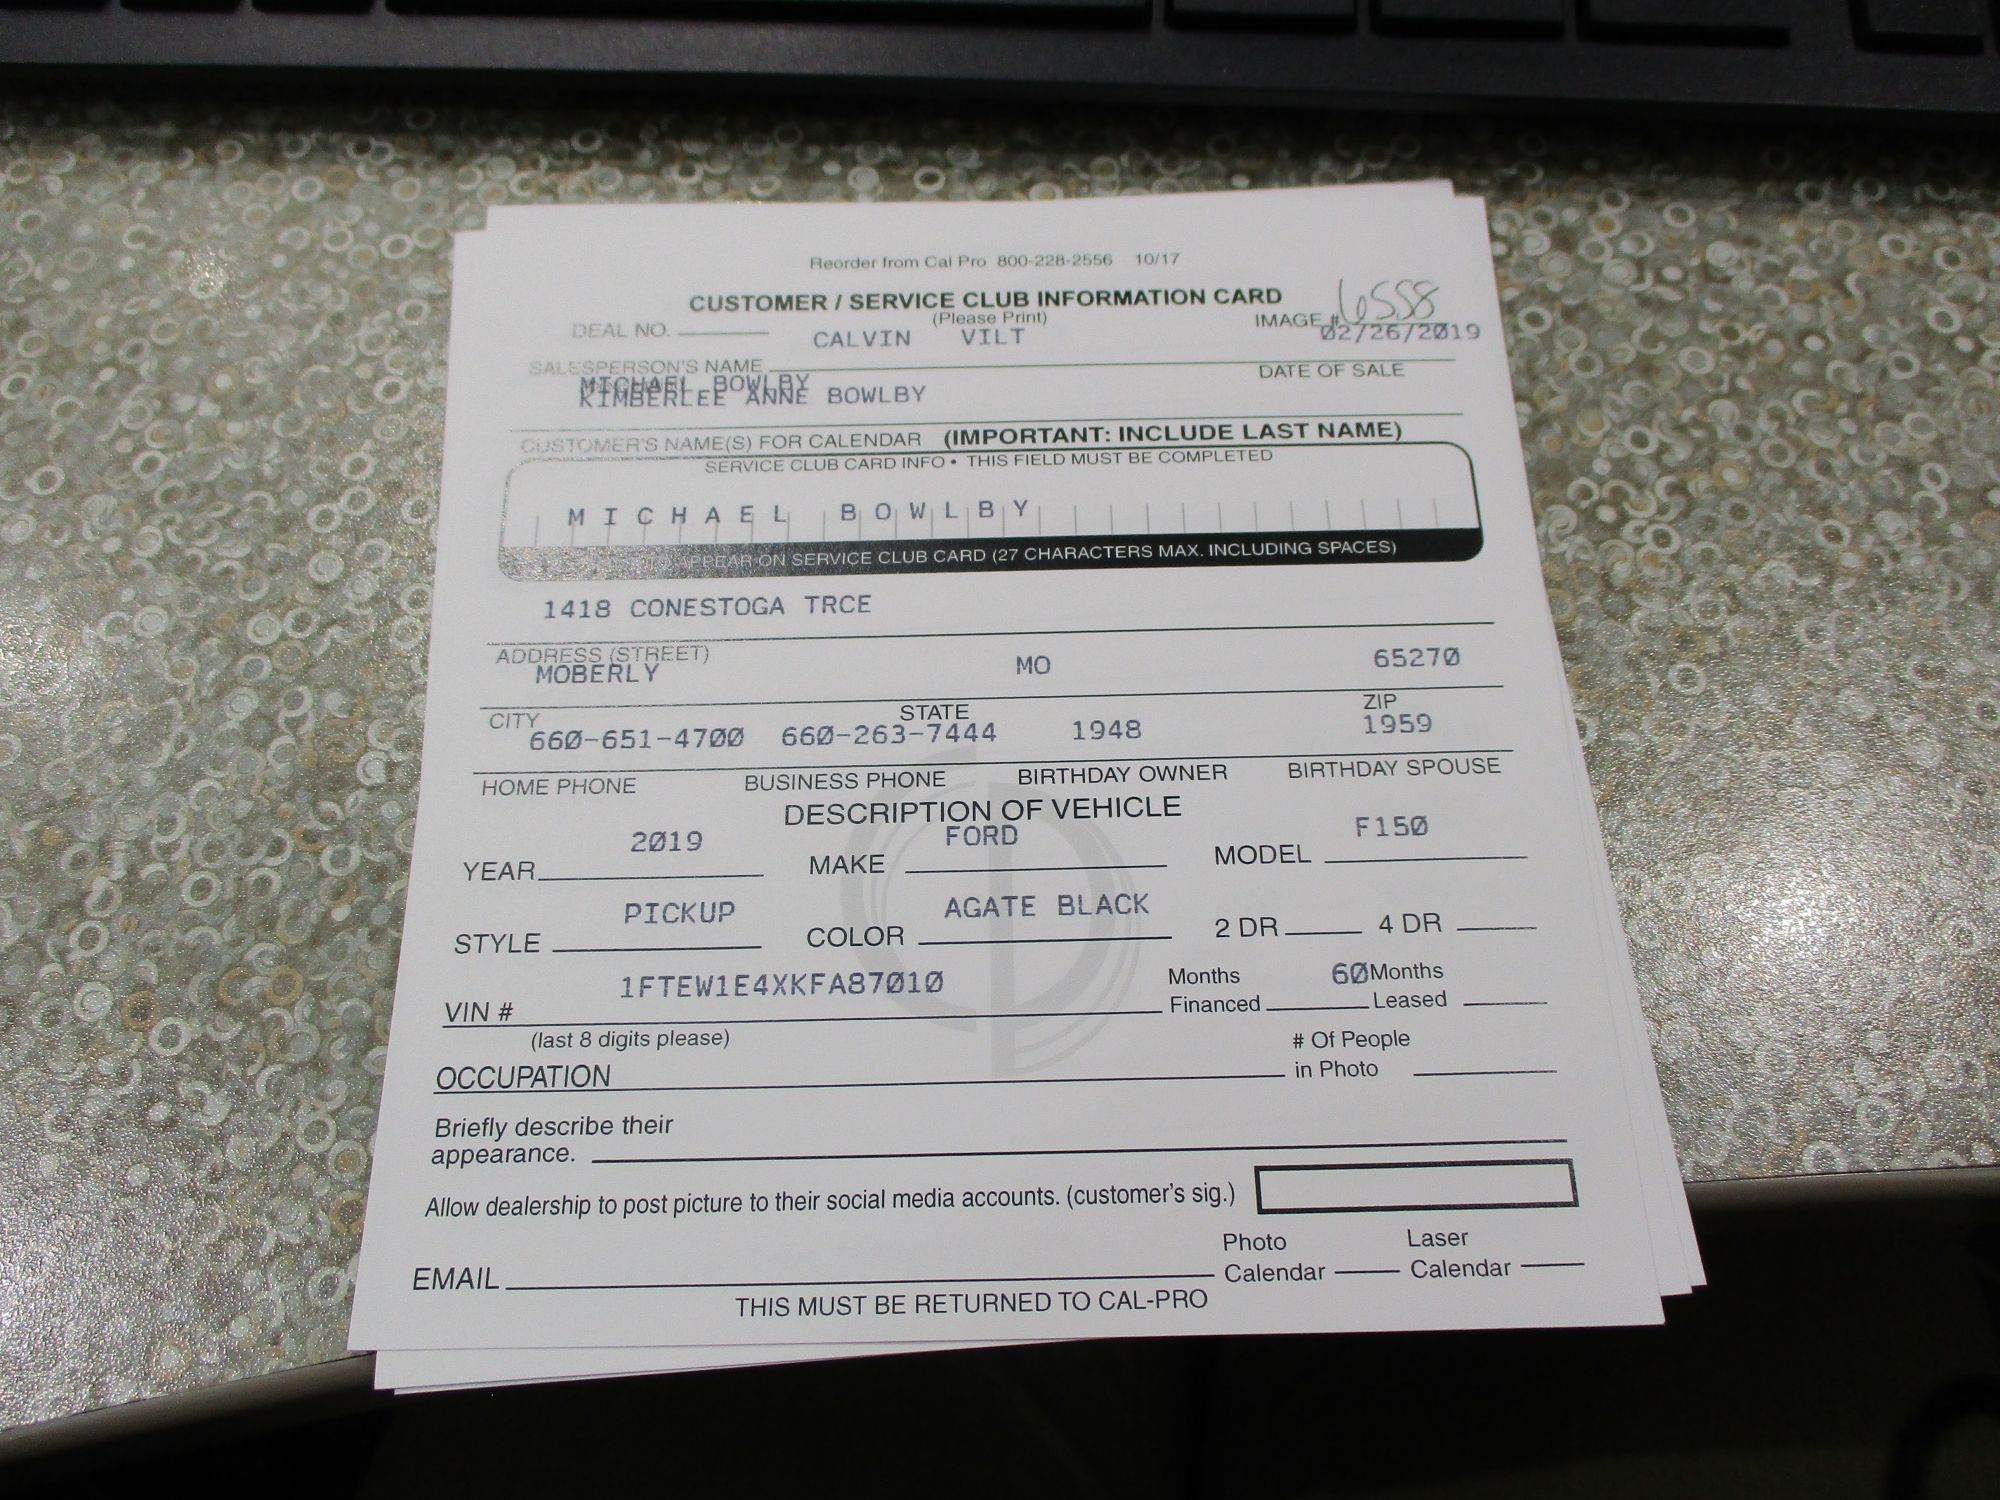 Reorder from Cal Pro 800-228-2556 10/17
CUSTOMER / SERVICE CLUB INFORMATION CARD
(Please Print)
DEAL NO. IMAGE # 6558
CALVIN VILT 02/26/2019
SALESPERSON'S NAME DATE OF SALE
MICHAEL BOWLBY
KIMBERLEE ANNE BOWLBY
CUSTOMER'S NAME(S) FOR CALENDAR (IMPORTANT: INCLUDE LAST NAME)
SERVICE CLUB CARD INFO • THIS FIELD MUST BE COMPLETED
MICHAEL BOWLBY
TO APPEAR ON SERVICE CLUB CARD (27 CHARACTERS MAX. INCLUDING SPACES)
1418 CONESTOGA TRCE
ADDRESS (STREET)
MOBERLY MO 65270
CITY STATE ZIP
660-651-4700 660-263-7444 1948 1959
HOME PHONE BUSINESS PHONE BIRTHDAY OWNER BIRTHDAY SPOUSE
DESCRIPTION OF VEHICLE
2019 FORD F150
YEAR MAKE MODEL
PICKUP AGATE BLACK
STYLE COLOR 2 DR 4 DR
1FTEW1E4XKFA87010 Months 60 Months
VIN # Financed Leased
(last 8 digits please) # Of People
OCCUPATION in Photo
Briefly describe their
appearance.
Allow dealership to post picture to their social media accounts. (customer's sig.)
Photo Laser
EMAIL Calendar Calendar
THIS MUST BE RETURNED TO CAL-PRO